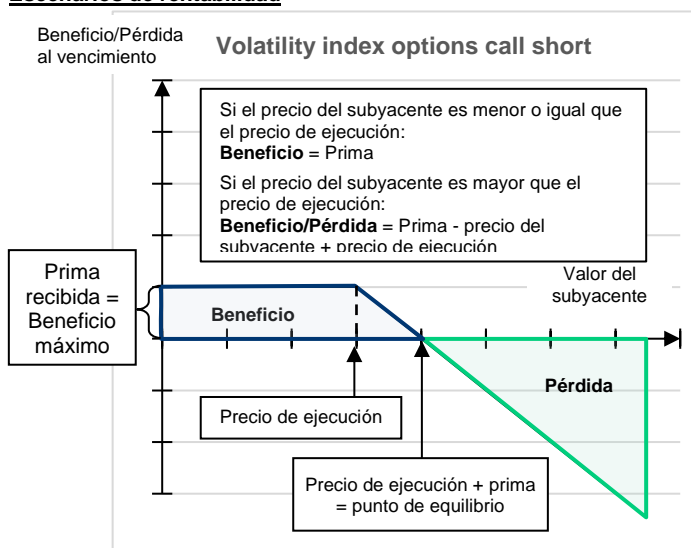 Escenarios de rentabilidad
Beneficio/Pérdida
al vencimiento
Volatility index options call short
Si el precio del subyacente es menor o igual que
el precio de ejecución:
Beneficio = Prima
Si el precio del subyacente es mayor que el
precio de ejecución:
Beneficio/Pérdida = Prima - precio del
subyacente + precio de ejecución
Prima
recibida =
Beneficio
máximo
Valor del
subyacente
Beneficio
Pérdida
Precio de ejecución
Precio de ejecución + prima
= punto de equilibrio